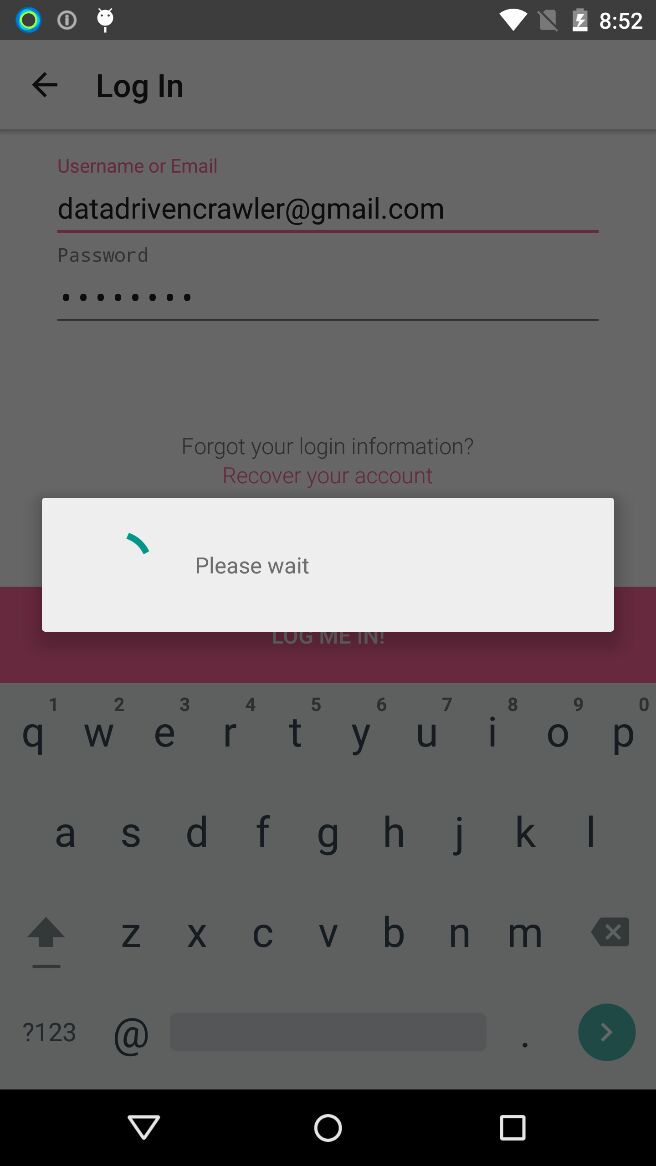 8:52
Log In
Username or Email
datadrivencrawler@gmail.com
Password
Forgot your login information?
Recover your account
Please wait
LOG ME IN!
1 2 3 4 5 6 7 8 9 0
q w e r t y u i o p
a s d f g h j k l
z x c v b n m
?123 @ .